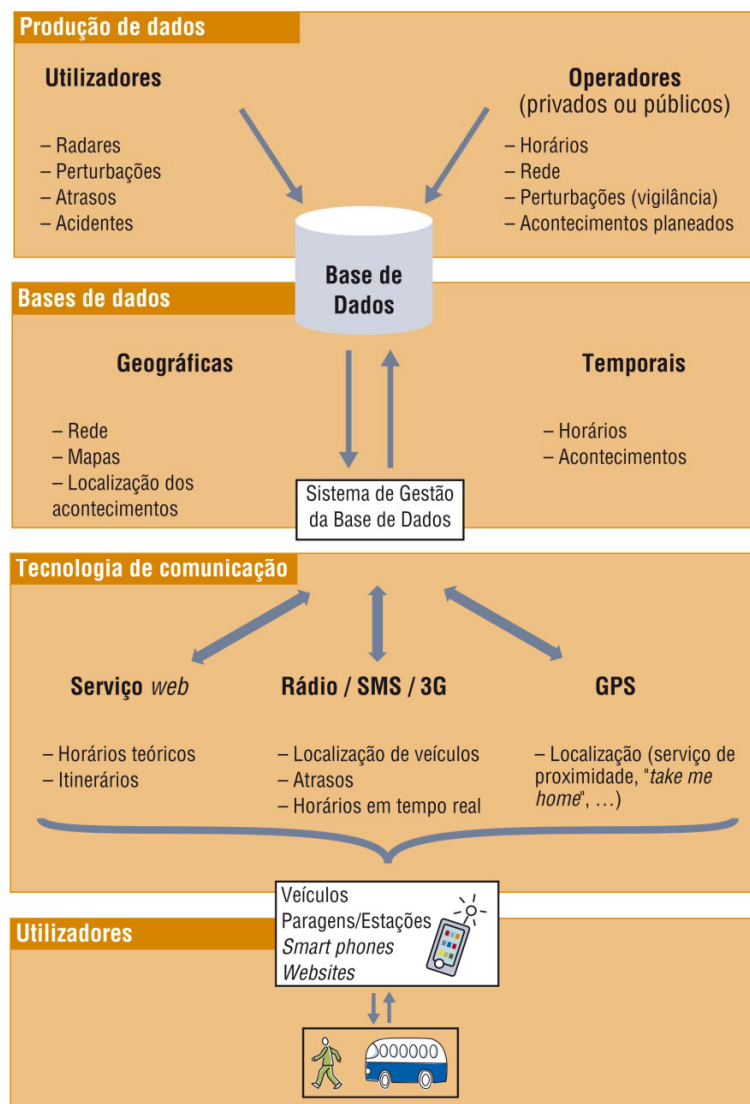 Produção de dados
Utilizadores
– Radares
– Perturbações
– Atrasos
– Acidentes
Operadores
(privados ou públicos)
– Horários
– Rede
– Perturbações (vigilância)
– Acontecimentos planeados
Base de
Dados
Bases de dados
Geográficas
– Rede
– Mapas
– Localização dos
acontecimentos
Temporais
– Horários
– Acontecimentos
Sistema de Gestão
da Base de Dados
Tecnologia de comunicação
Serviço web
– Horários teóricos
– Itinerários
Rádio / SMS / 3G
– Localização de veículos
– Atrasos
– Horários em tempo real
GPS
– Localização (serviço de
proximidade, "take me
home", …)
Veículos
Paragens/Estações
Smart phones
Websites
Utilizadores